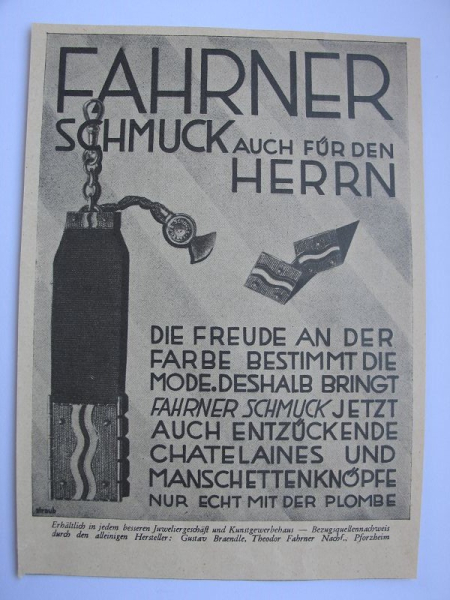 FAHRNER
SCHMUCK AUCH FÜR DEN
HERRN
DIE FREUDE AN DER
FARBE BESTIMMT DIE
MODE. DESHALB BRINGT
FAHRNER SCHMUCK JETZT
AUCH ENTZÜCKENDE
CHATELAINES UND
MANSCHETTENKNÖPFE
NUR ECHT MIT DER PLOMBE
Erhältlich in jedem besseren Juweliergeschäft und Kunstgewerbehaus — Bezugsquellennachweis
durch den alleinigen Hersteller: Gustav Braendle, Theodor Fahrner Nachf., Pforzheim